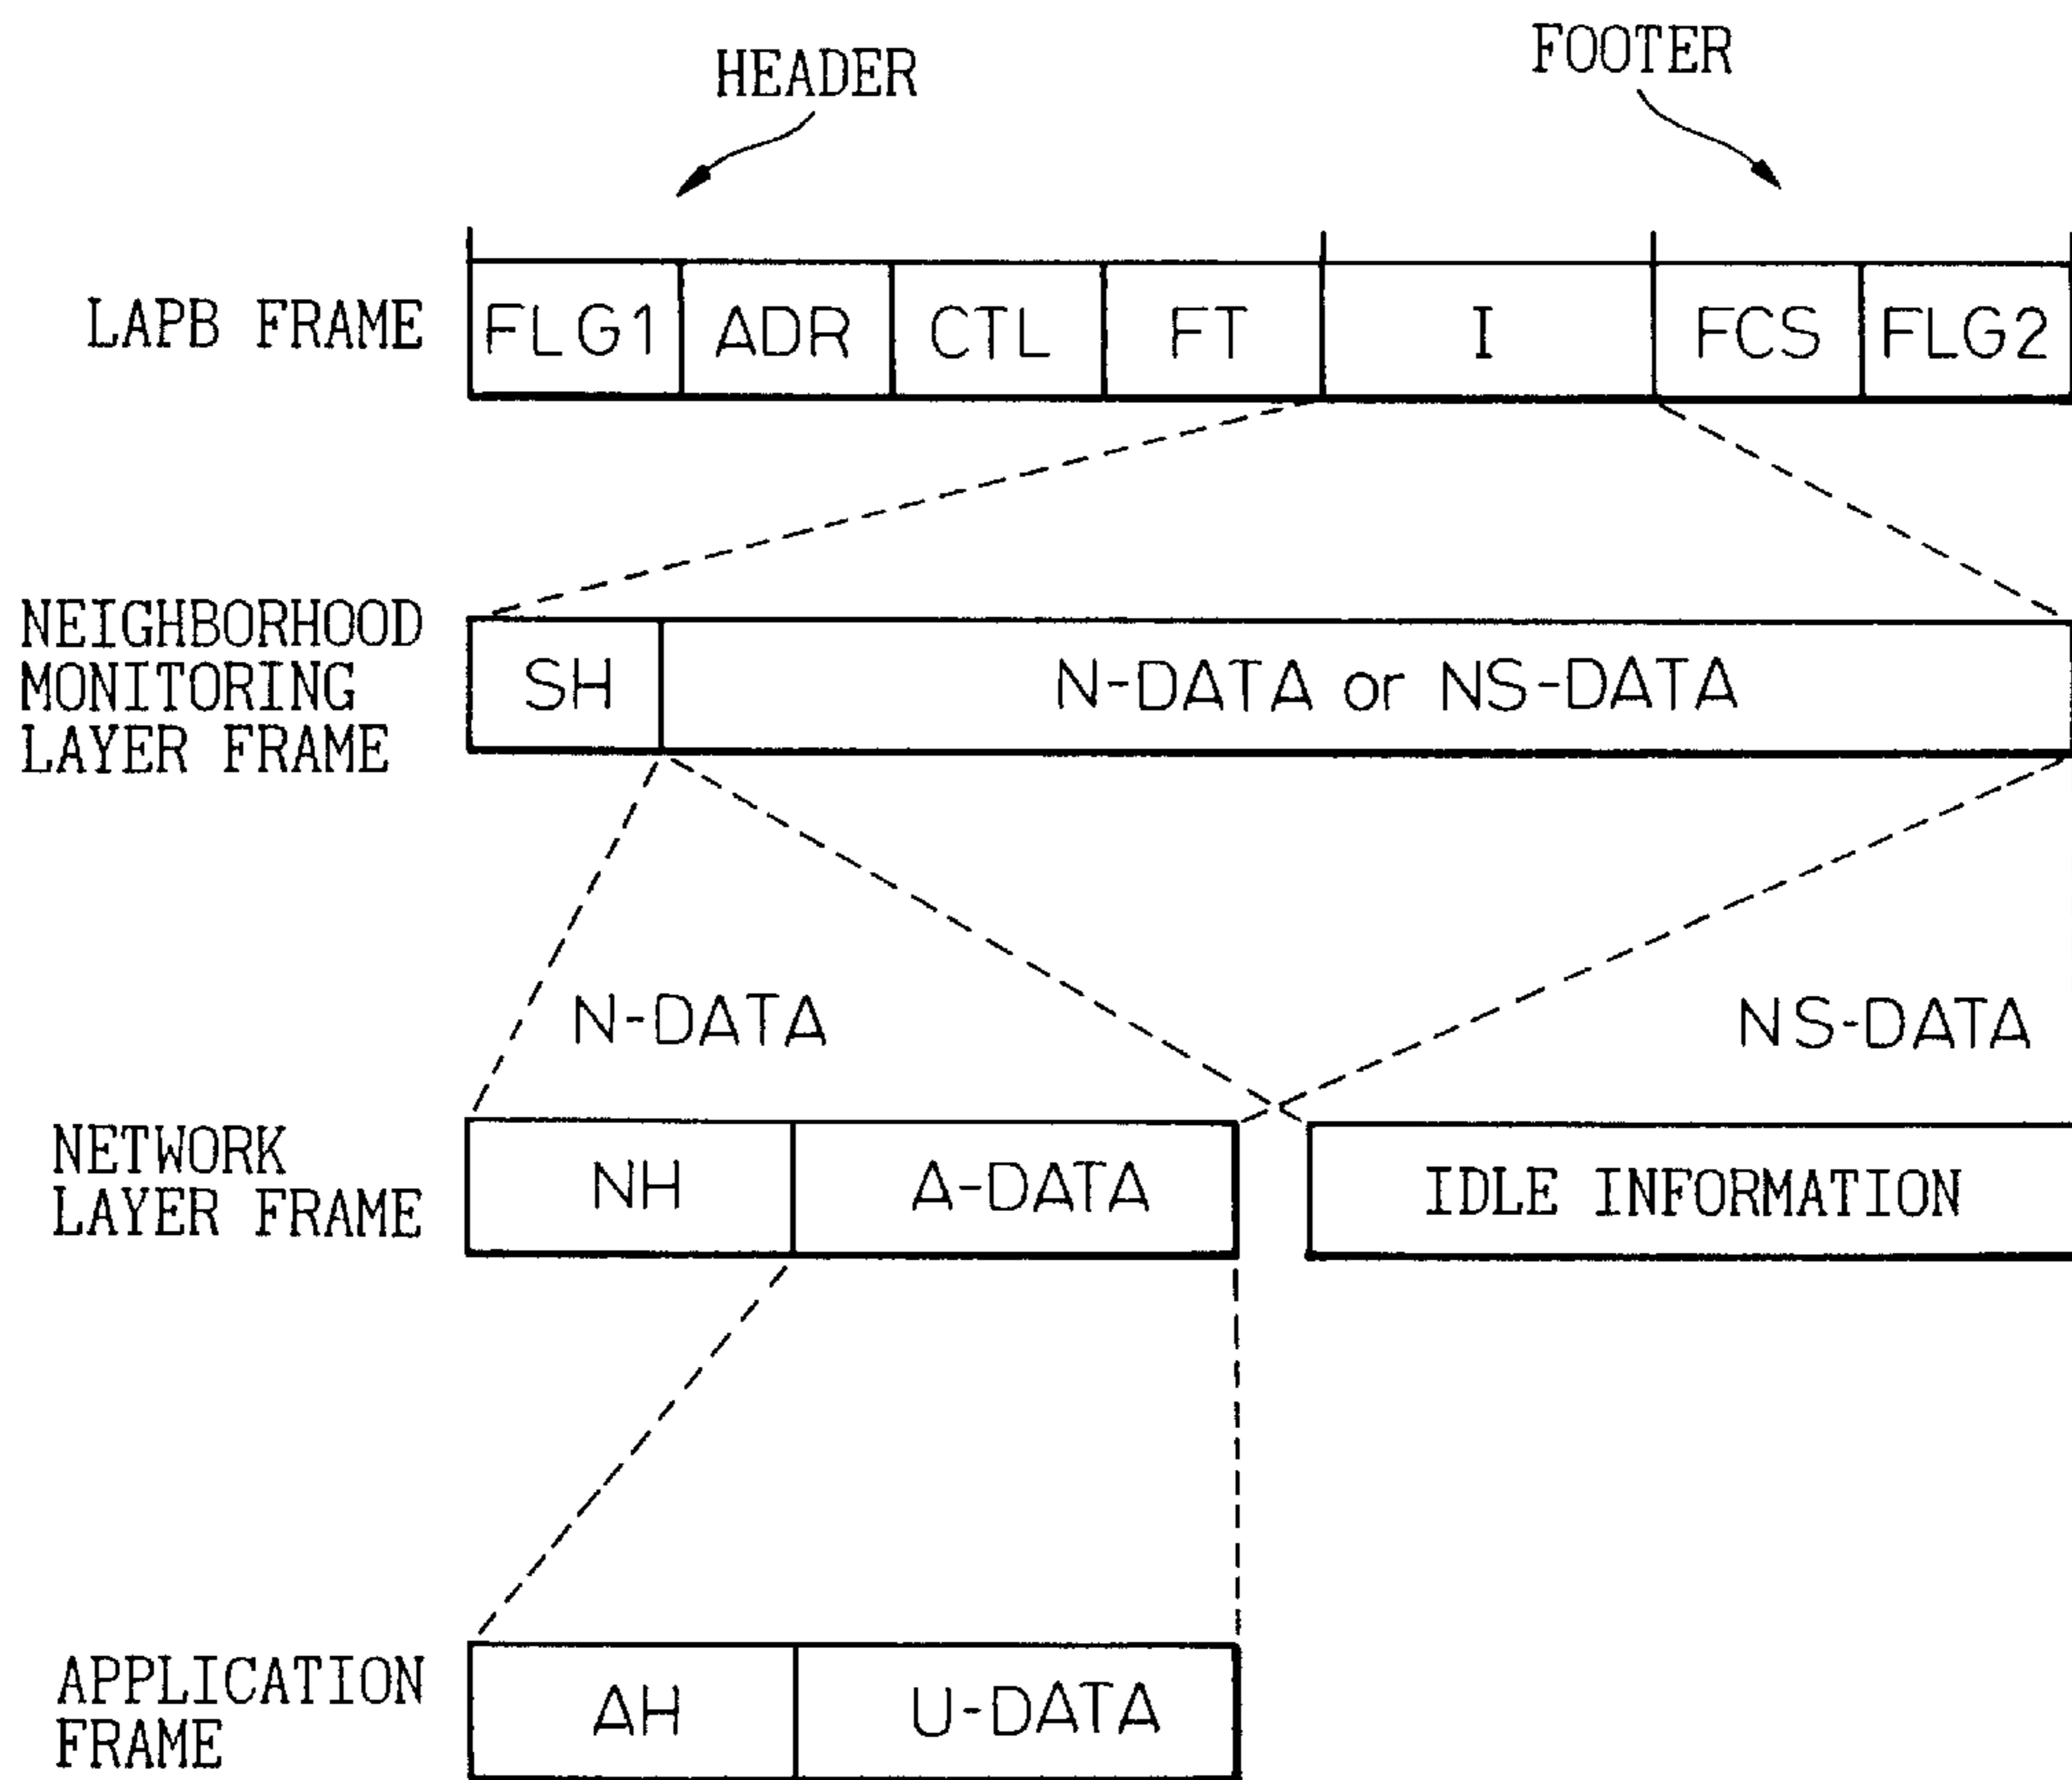 HEADER
FOOTER
LAPB FRAME
FLG1 ADR CTL FT I FCS FLG2
NEIGHBORHOOD
MONITORING
LAYER FRAME
SH N-DATA or NS-DATA
N-DATA
NS-DATA
NETWORK
LAYER FRAME
NH A-DATA
IDLE INFORMATION
APPLICATION
FRAME
AH U-DATA